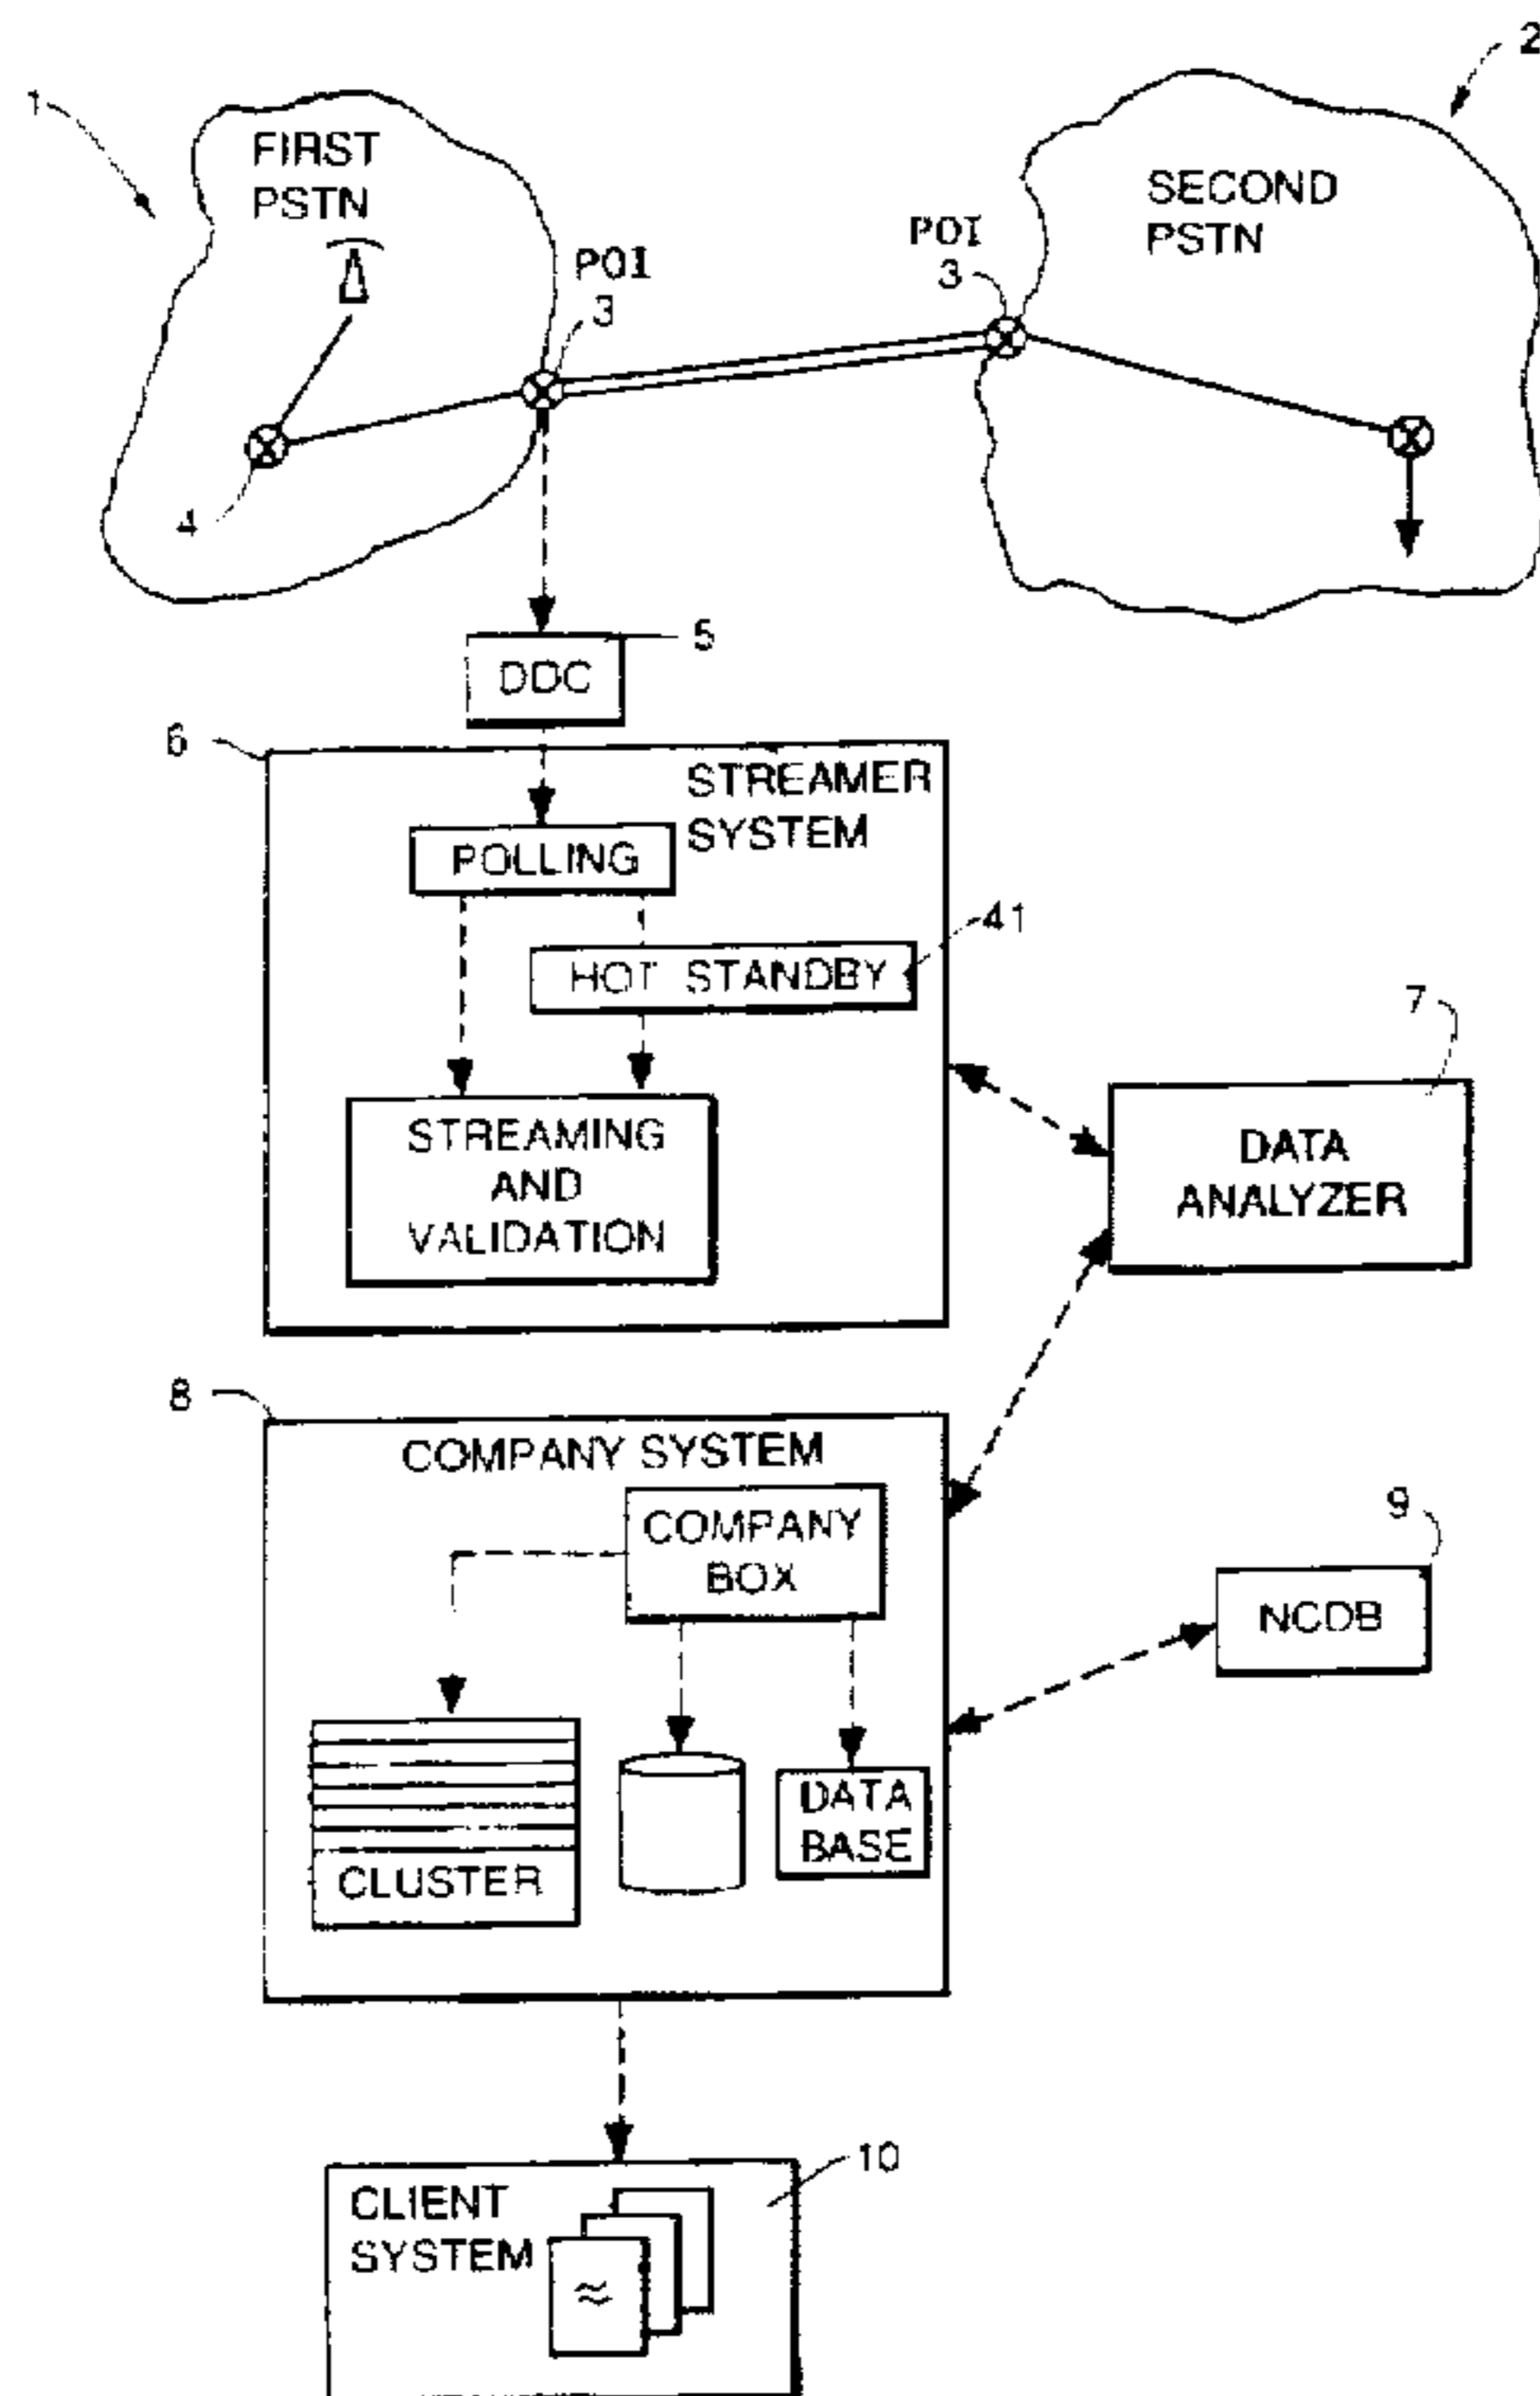 1
2
FIRST
PSTN
SECOND
PSTN
POI
3
POI
3
4
5
DDC
6
STREAMER
SYSTEM
POLLING
41
HOT STANDBY
7
STREAMING
AND
VALIDATION
DATA
ANALYZER
8
COMPANY SYSTEM
COMPANY
BOX
9
NCDB
DATA
BASE
CLUSTER
10
CLIENT
SYSTEM